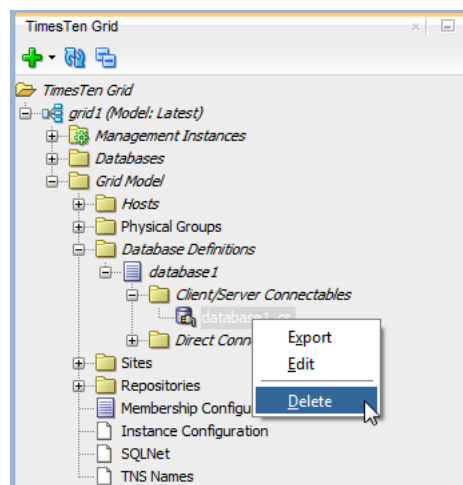 TimesTen Grid
TimesTen Grid
grid1 (Model: Latest)
Management Instances
Databases
Grid Model
Hosts
Physical Groups
Database Definitions
database1
Client/Server Connectables
database1_cs
Export
Direct Conn
Edit
Sites
Repositories
Delete
Membership Configu
Instance Configuration
SQLNet
TNS Names